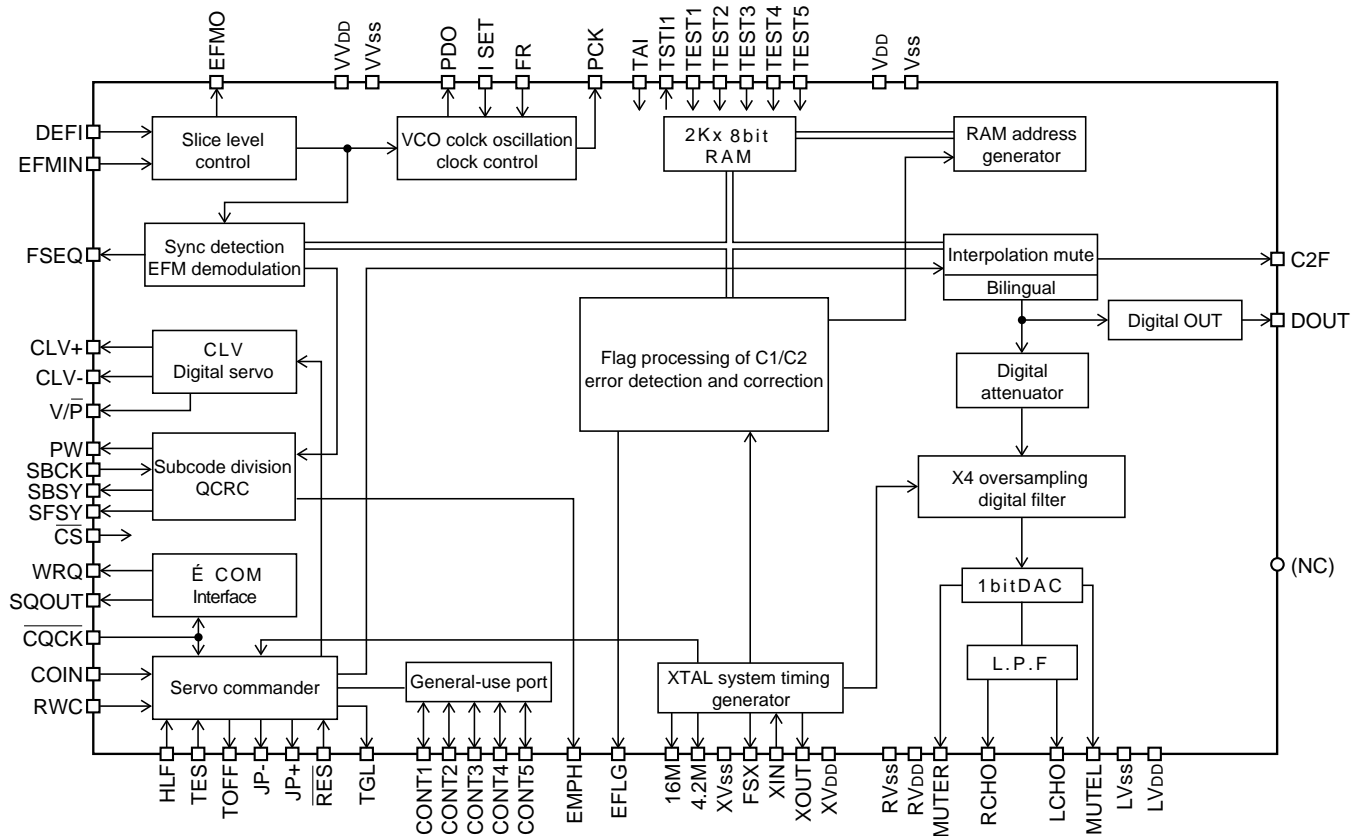 EFMO
VVDD
VVss
PDO
I SET
FR
PCK
TAI
TSTI1
TEST1
TEST2
TEST3
TEST4
TEST5
VDD
Vss
DEFI
EFMIN
FSEQ
CLV+
CLV-
V/P̅
PW
SBCK
SBSY
SFSY
C̅S̅
WRQ
SQOUT
C̅Q̅C̅K̅
COIN
RWC
Slice level
control
VCO colck oscillation
clock control
2Kx 8bit
RAM
RAM address
generator
Sync detection
EFM demodulation
Interpolation mute
Bilingual
C2F
Digital OUT
DOUT
CLV
Digital servo
Flag processing of C1/C2
error detection and correction
Digital
attenuator
Subcode division
QCRC
X4 oversampling
digital filter
É COM
Interface
1bitDAC
(NC)
Servo commander
General-use port
XTAL system timing
generator
L.P.F
HLF
TES
TOFF
JP-
JP+
R̅E̅S̅
TGL
CONT1
CONT2
CONT3
CONT4
CONT5
EMPH
EFLG
16M
4.2M
XVss
FSX
XIN
XOUT
XVDD
RVss
RVDD
MUTER
RCHO
LCHO
MUTEL
LVss
LVDD